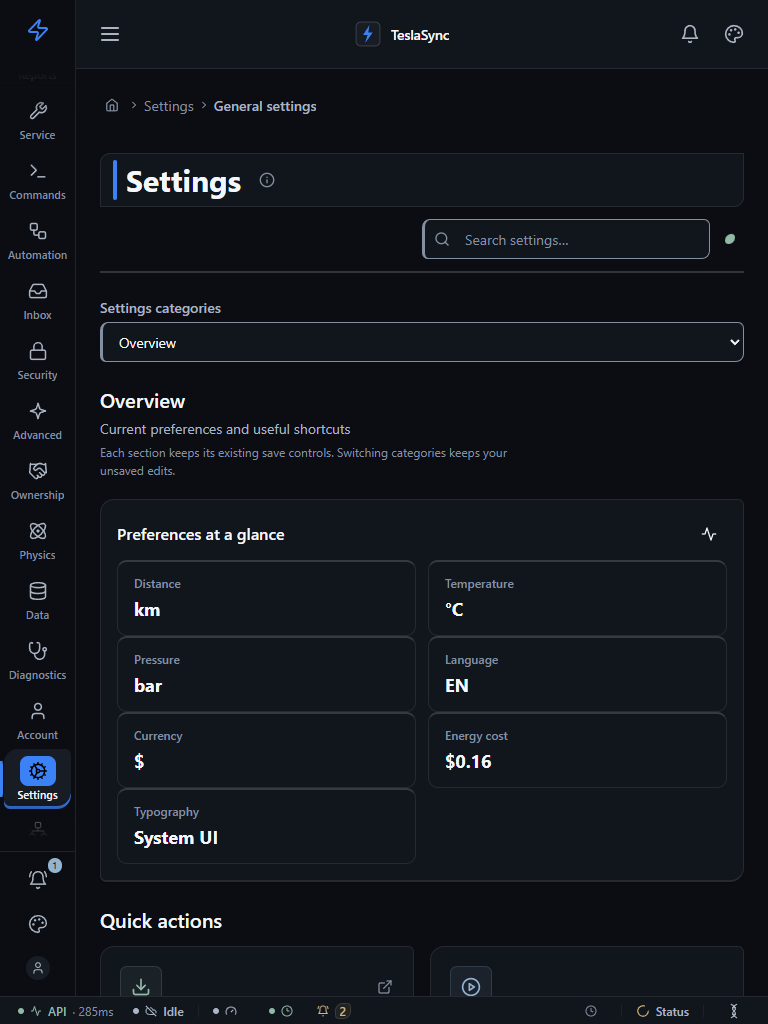 TeslaSync
Settings
General settings
Service
Commands
Automation
Inbox
Security
Advanced
Ownership
Physics
Data
Diagnostics
Account
Settings
1
Settings
Search settings...
Settings categories
Overview
Overview
Current preferences and useful shortcuts
Each section keeps its existing save controls. Switching categories keeps your
unsaved edits.
Preferences at a glance
Distance
km
Temperature
°C
Pressure
bar
Language
EN
Currency
$
Energy cost
$0.16
Typography
System UI
Quick actions
API · 285ms
Idle
2
Status